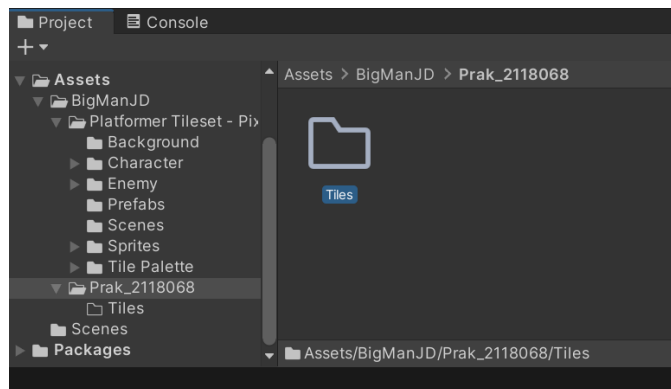 Project
Console
Assets
BigManJD
Platformer Tileset - Pix
Background
Character
Enemy
Prefabs
Scenes
Sprites
Tile Palette
Prak_2118068
Tiles
Scenes
Packages
Assets > BigManJD > Prak_2118068
Tiles
Assets/BigManJD/Prak_2118068/Tiles